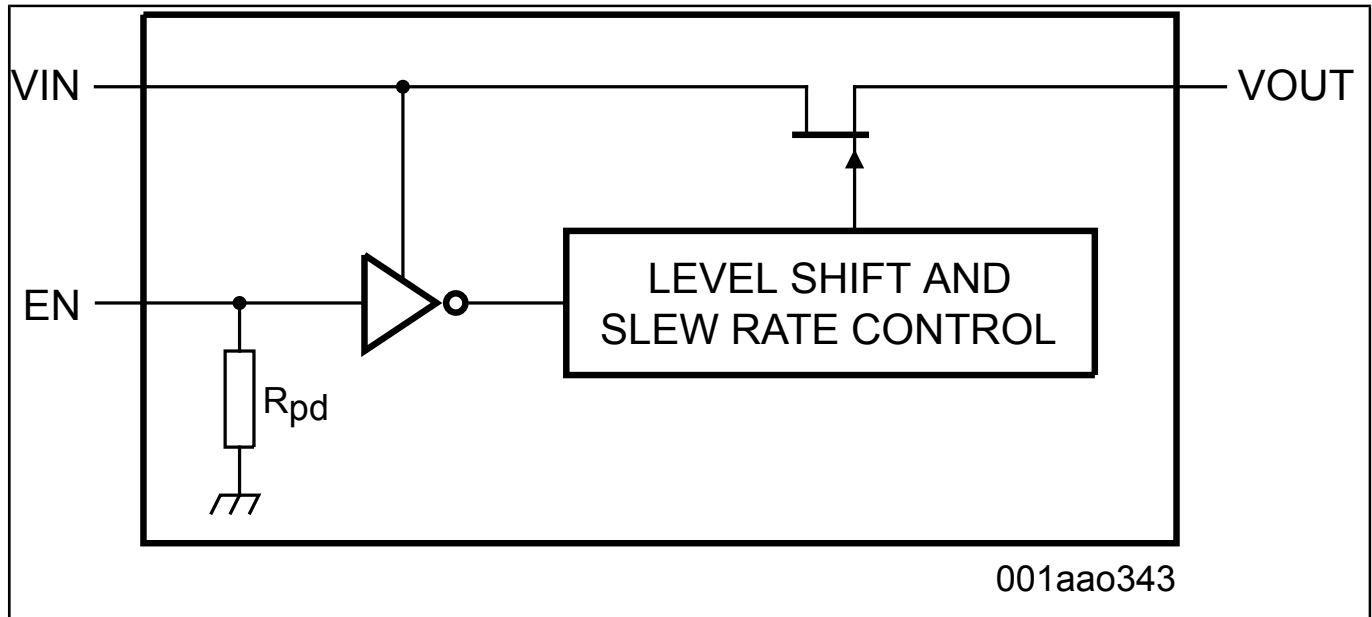 VIN
VOUT
EN
LEVEL SHIFT AND
SLEW RATE CONTROL
Rpd
001aao343